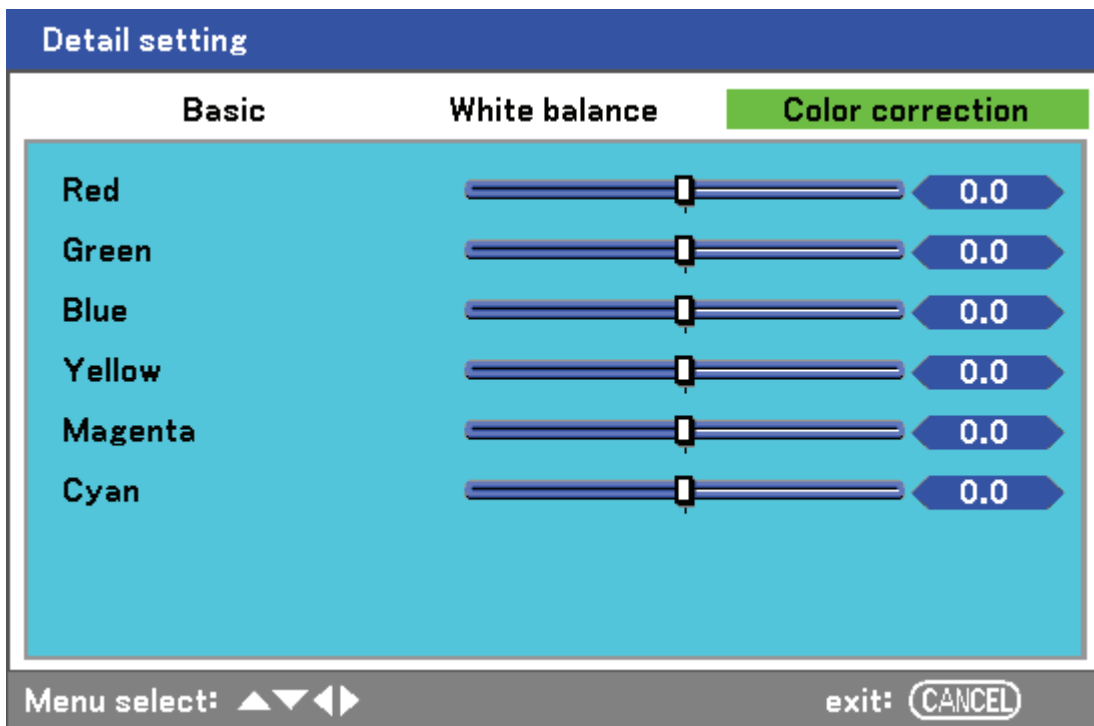 Detail setting
Basic White balance Color correction
Red 0.0
Green 0.0
Blue 0.0
Yellow 0.0
Magenta 0.0
Cyan 0.0
Menu select: ▲▼◀▶ exit: CANCEL